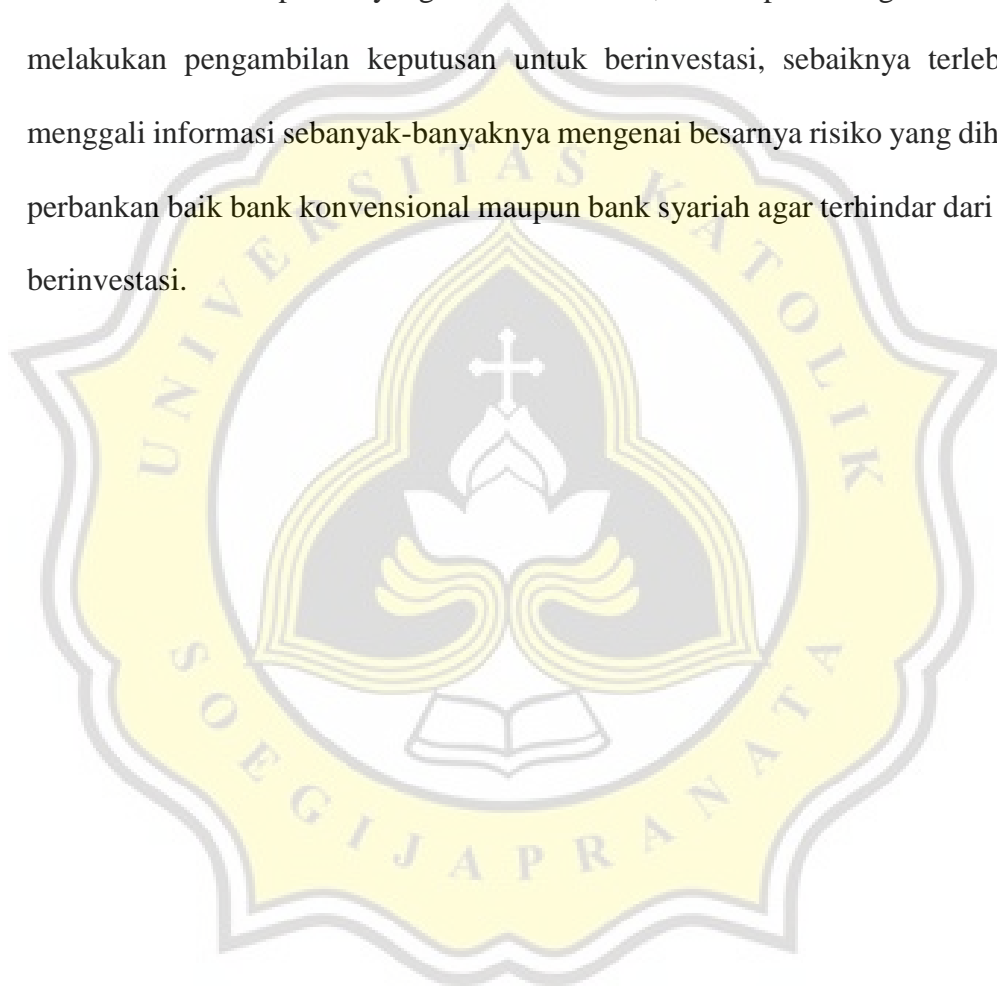 melakukan pengambilan keputusan untuk berinvestasi, sebaiknya terleb
menggali informasi sebanyak-banyaknya mengenai besarnya risiko yang dih
perbankan baik bank konvensional maupun bank syariah agar terhindar dari
berinvestasi.
UNIVERSITAS KATOLIK
SOEGIJAPRANATA